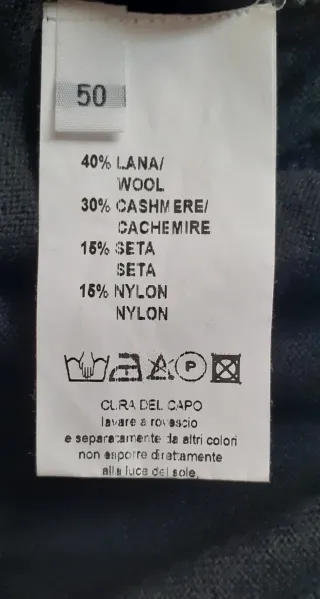 50
40% LANA/
WOOL
30% CASHMERE/
CACHEMIRE
15% SETA
SETA
15% NYLON
NYLON
P
CURA DEL CAPO
lavare a rovescio
e separatamente da altri colori
non esporre direttamente
alla luce del sole.